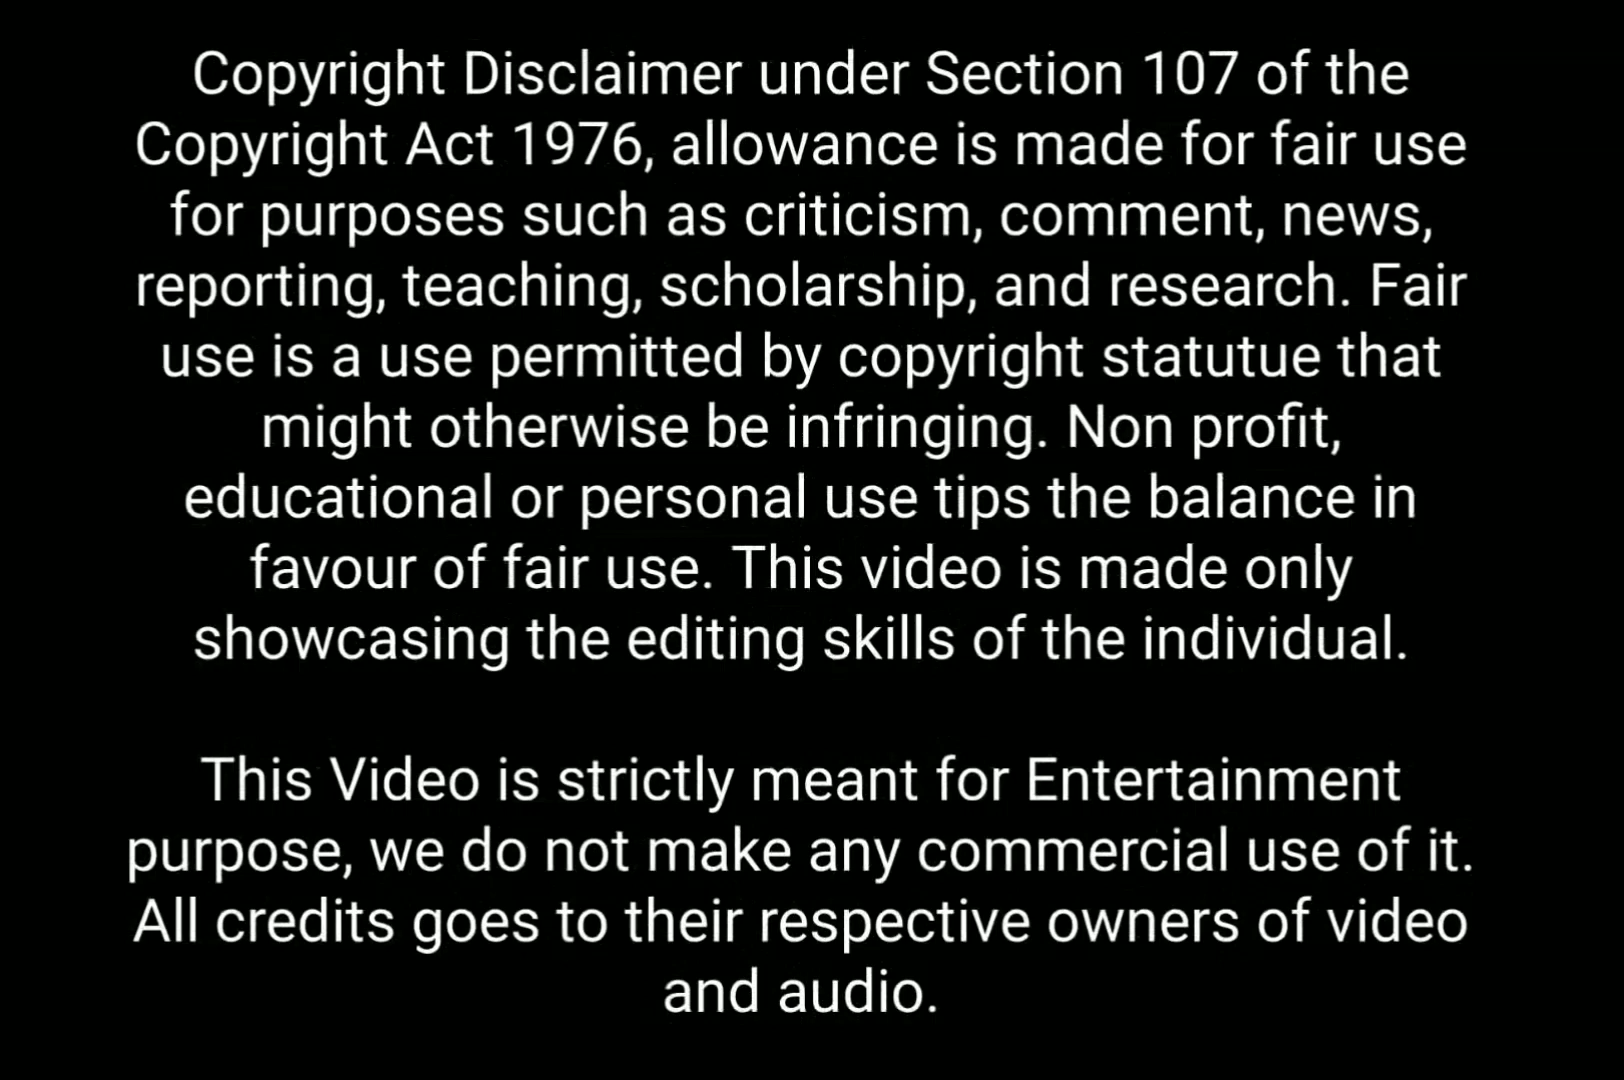 Copyright Disclaimer under Section 107 of the
Copyright Act 1976, allowance is made for fair use
for purposes such as criticism, comment, news,
reporting, teaching, scholarship, and research. Fair
use is a use permitted by copyright statutue that
might otherwise be infringing. Non profit,
educational or personal use tips the balance in
favour of fair use. This video is made only
showcasing the editing skills of the individual.
This Video is strictly meant for Entertainment
purpose, we do not make any commercial use of it.
All credits goes to their respective owners of video
and audio.